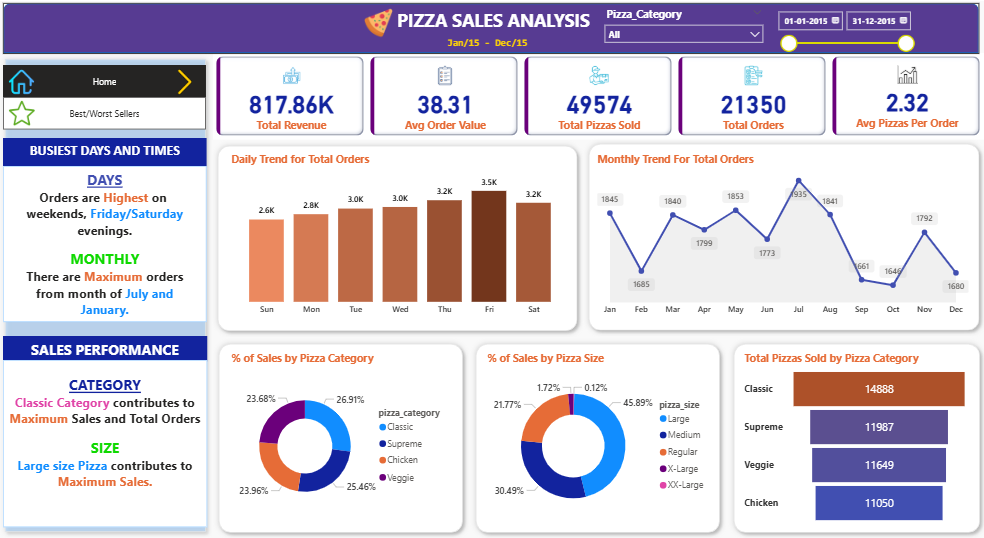 PIZZA SALES ANALYSIS
Jan/15 - Dec/15
Pizza_Category
All
01-01-2015
31-12-2015
Home
Best/Worst Sellers
817.86K
Total Revenue
38.31
Avg Order Value
49574
Total Pizzas Sold
21350
Total Orders
2.32
Avg Pizzas Per Order
BUSIEST DAYS AND TIMES
DAYS
Orders are Highest on
weekends, Friday/Saturday
evenings.
MONTHLY
There are Maximum orders
from month of July and
January.
SALES PERFORMANCE
CATEGORY
Classic Category contributes to
Maximum Sales and Total Orders
SIZE
Large size Pizza contributes to
Maximum Sales.
Daily Trend for Total Orders
2.6K
2.8K
3.0K
3.0K
3.2K
3.5K
3.2K
Sun
Mon
Tue
Wed
Thu
Fri
Sat
Monthly Trend For Total Orders
1845
1685
1840
1799
1853
1773
1935
1841
1661
1646
1792
1680
Jan
Feb
Mar
Apr
May
Jun
Jul
Aug
Sep
Oct
Nov
Dec
% of Sales by Pizza Category
26.91%
25.46%
23.96%
23.68%
pizza_category
Classic
Supreme
Chicken
Veggie
% of Sales by Pizza Size
1.72%
0.12%
45.89%
30.49%
21.77%
pizza_size
Large
Medium
Regular
X-Large
XX-Large
Total Pizzas Sold by Pizza Category
Classic
14888
Supreme
11987
Veggie
11649
Chicken
11050